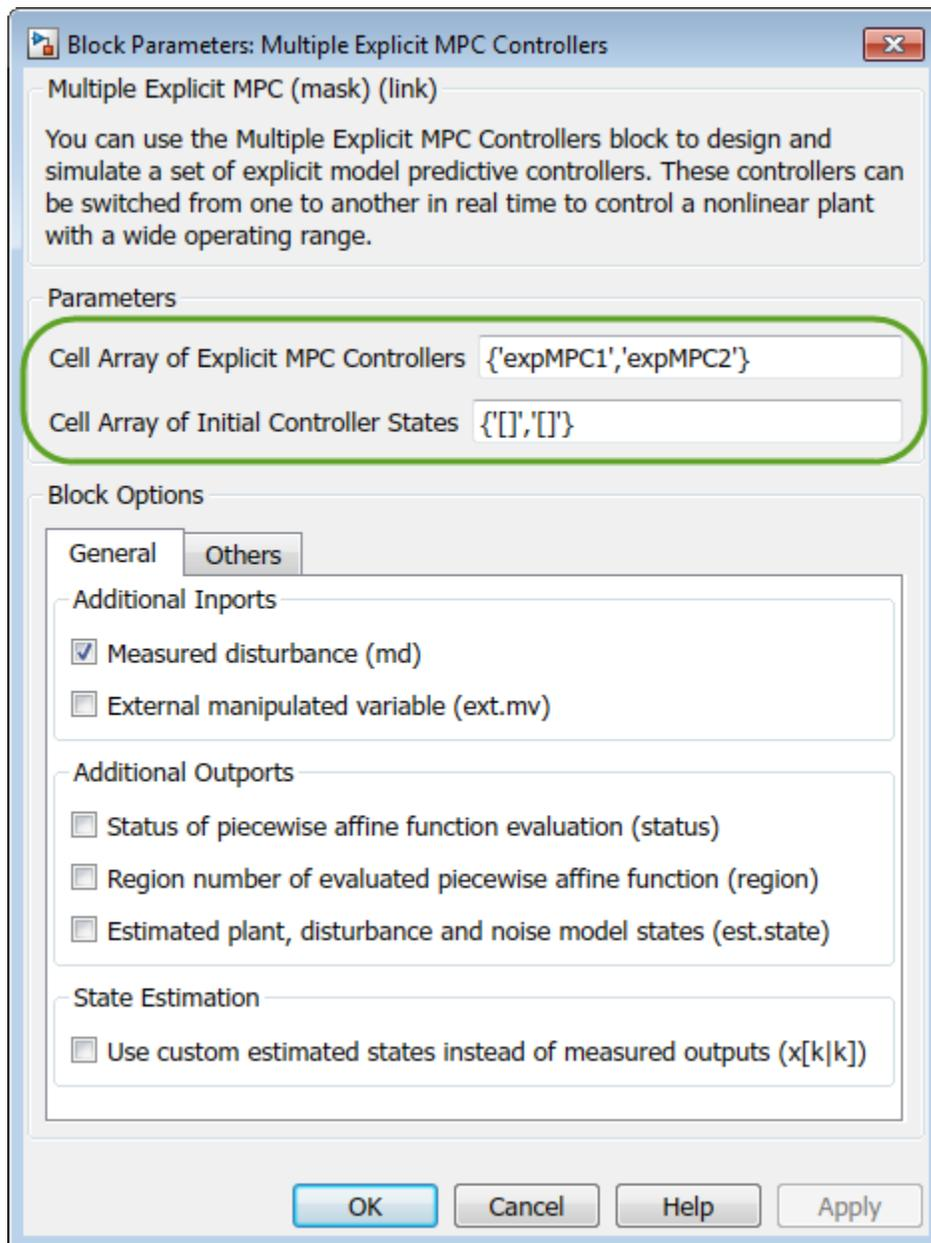 Block Parameters: Multiple Explicit MPC Controllers
Multiple Explicit MPC (mask) (link)
You can use the Multiple Explicit MPC Controllers block to design and
simulate a set of explicit model predictive controllers. These controllers can
be switched from one to another in real time to control a nonlinear plant
with a wide operating range.
Parameters
Cell Array of Explicit MPC Controllers {'expMPC1','expMPC2'}
Cell Array of Initial Controller States {'[]','[]'}
Block Options
General Others
Additional Inports
Measured disturbance (md)
External manipulated variable (ext.mv)
Additional Outports
Status of piecewise affine function evaluation (status)
Region number of evaluated piecewise affine function (region)
Estimated plant, disturbance and noise model states (est.state)
State Estimation
Use custom estimated states instead of measured outputs (x[k|k])
OK Cancel Help Apply